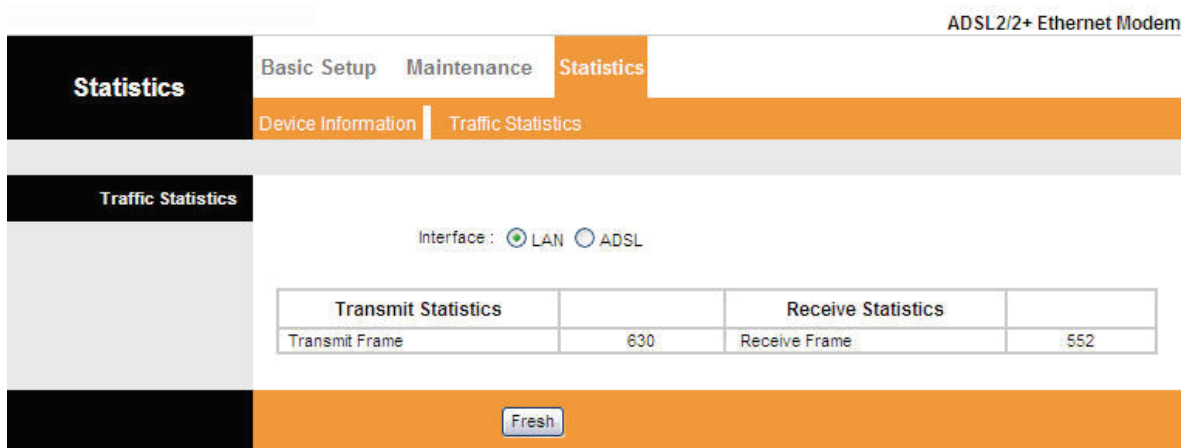 ADSL2/2+ Ethernet Modem
Statistics
Basic Setup Maintenance Statistics
Device Information Traffic Statistics
Traffic Statistics
Interface : LAN ADSL
Transmit Statistics Receive Statistics
Transmit Frame 630 Receive Frame 552
Fresh